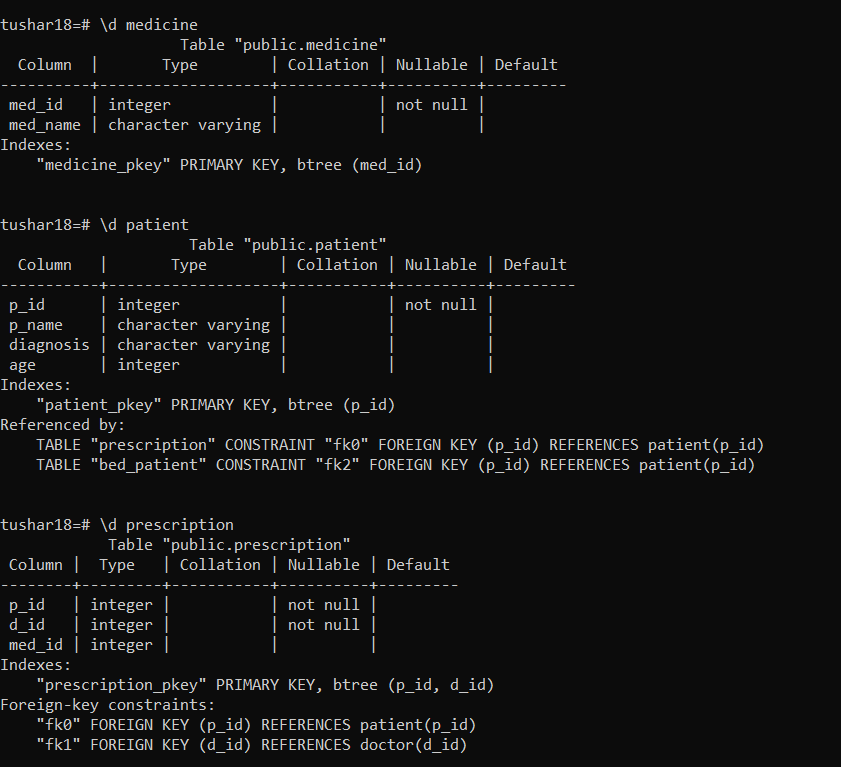 tushar18=# \d medicine
                    Table "public.medicine"
  Column  |       Type        | Collation | Nullable | Default
----------+-------------------+-----------+----------+---------
 med_id   | integer           |           | not null |
 med_name | character varying |           |          |
Indexes:
    "medicine_pkey" PRIMARY KEY, btree (med_id)
tushar18=# \d patient
                     Table "public.patient"
  Column   |       Type        | Collation | Nullable | Default
-----------+-------------------+-----------+----------+---------
 p_id      | integer           |           | not null |
 p_name    | character varying |           |          |
 diagnosis | character varying |           |          |
 age       | integer           |           |          |
Indexes:
    "patient_pkey" PRIMARY KEY, btree (p_id)
Referenced by:
    TABLE "prescription" CONSTRAINT "fk0" FOREIGN KEY (p_id) REFERENCES patient(p_id)
    TABLE "bed_patient" CONSTRAINT "fk2" FOREIGN KEY (p_id) REFERENCES patient(p_id)
tushar18=# \d prescription
            Table "public.prescription"
 Column |  Type   | Collation | Nullable | Default
--------+---------+-----------+----------+---------
 p_id   | integer |           | not null |
 d_id   | integer |           | not null |
 med_id | integer |           |          |
Indexes:
    "prescription_pkey" PRIMARY KEY, btree (p_id, d_id)
Foreign-key constraints:
    "fk0" FOREIGN KEY (p_id) REFERENCES patient(p_id)
    "fk1" FOREIGN KEY (d_id) REFERENCES doctor(d_id)